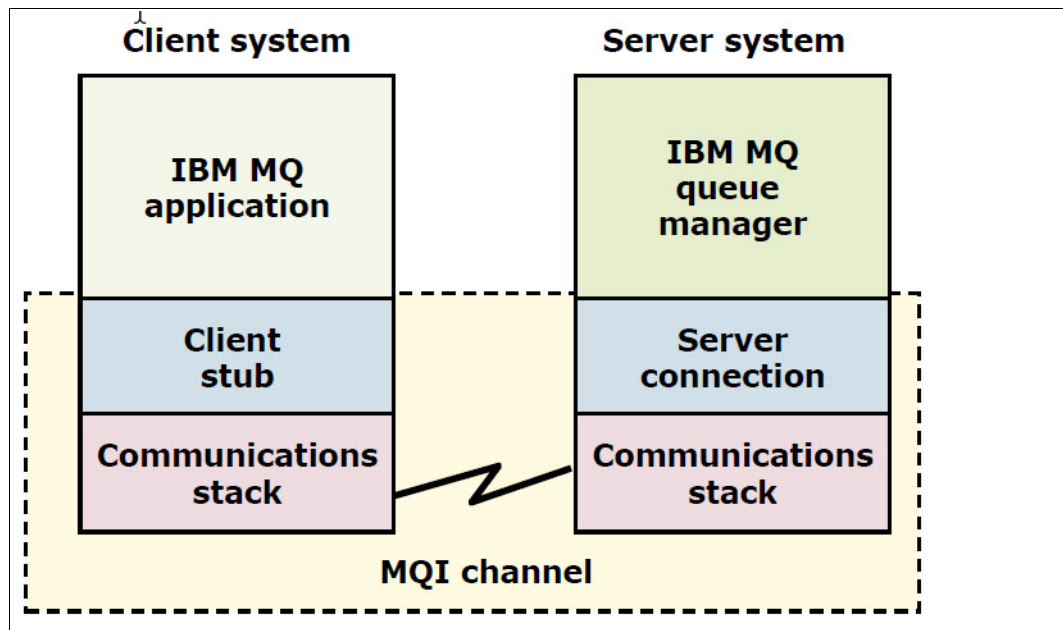 Client system
Server system
IBM MQ
application
IBM MQ
queue
manager
Client
stub
Server
connection
Communications
stack
Communications
stack
MQI channel